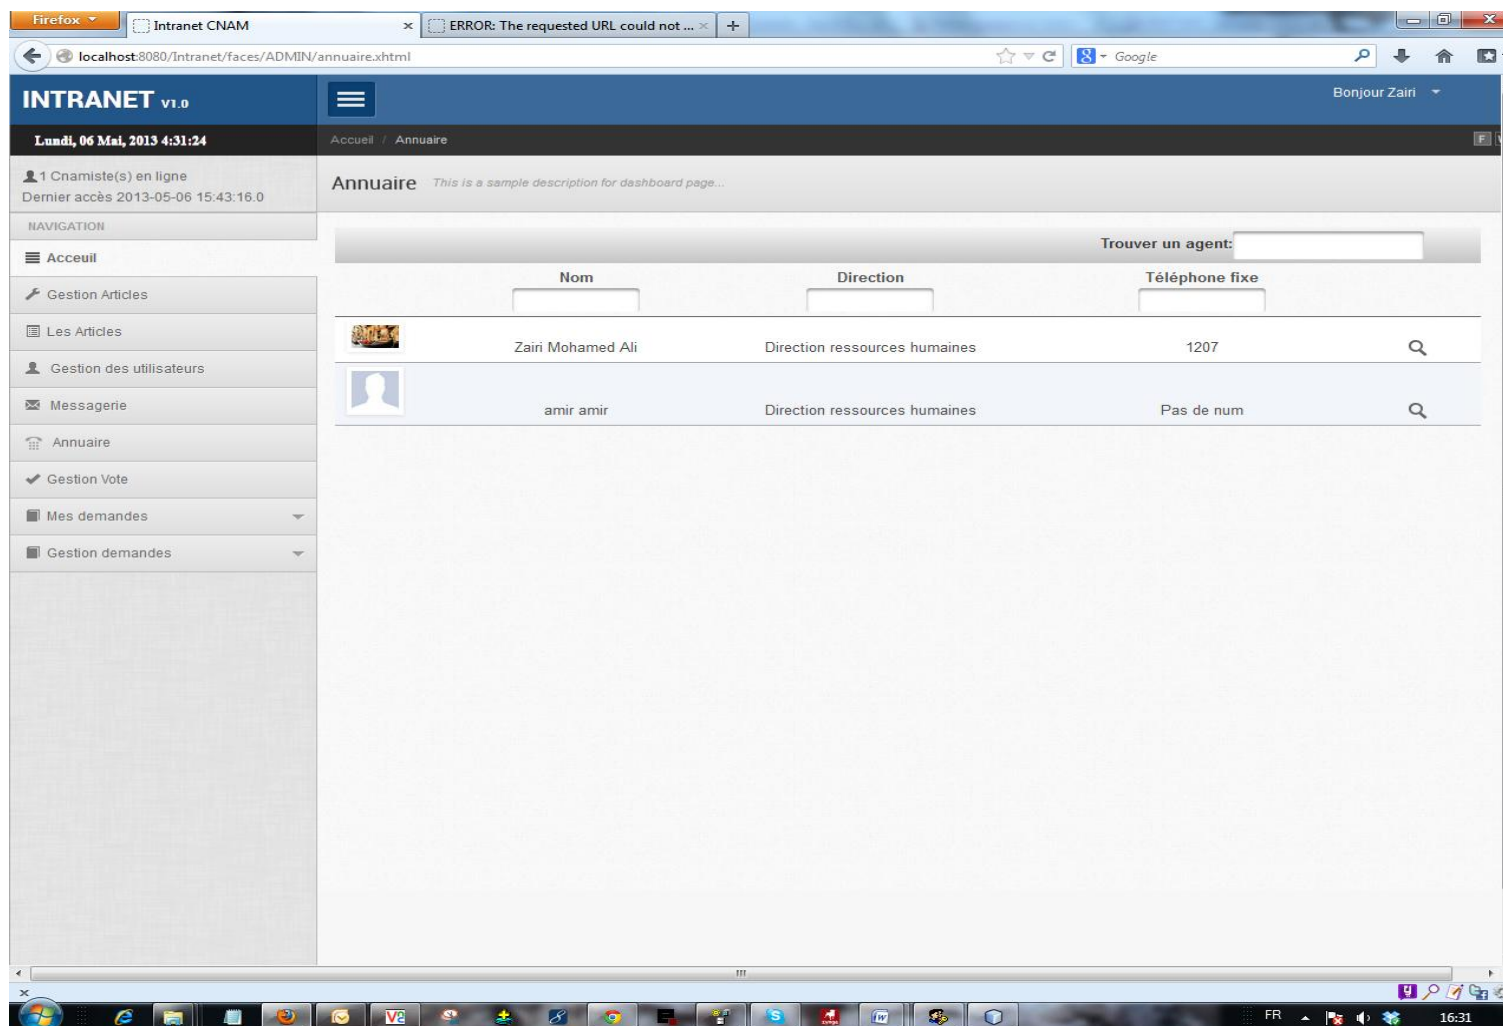 Firefox
Intranet CNAM
ERROR: The requested URL could not ...
localhost:8080/Intranet/faces/ADMIN/annuaire.xhtml
Google
INTRANET V1.0
Bonjour Zairi
Lundi, 06 Mai, 2013 4:31:24
Accueil / Annuaire
F
1 Cnamiste(s) en ligne
Dernier accès 2013-05-06 15:43:16.0
Annuaire This is a sample description for dashboard page...
NAVIGATION
Acceuil
Gestion Articles
Les Articles
Gestion des utilisateurs
Messagerie
Annuaire
Gestion Vote
Mes demandes
Gestion demandes
Trouver un agent:
Nom Direction Téléphone fixe
Zairi Mohamed Ali Direction ressources humaines 1207
amir amir Direction ressources humaines Pas de num
FR 16:31